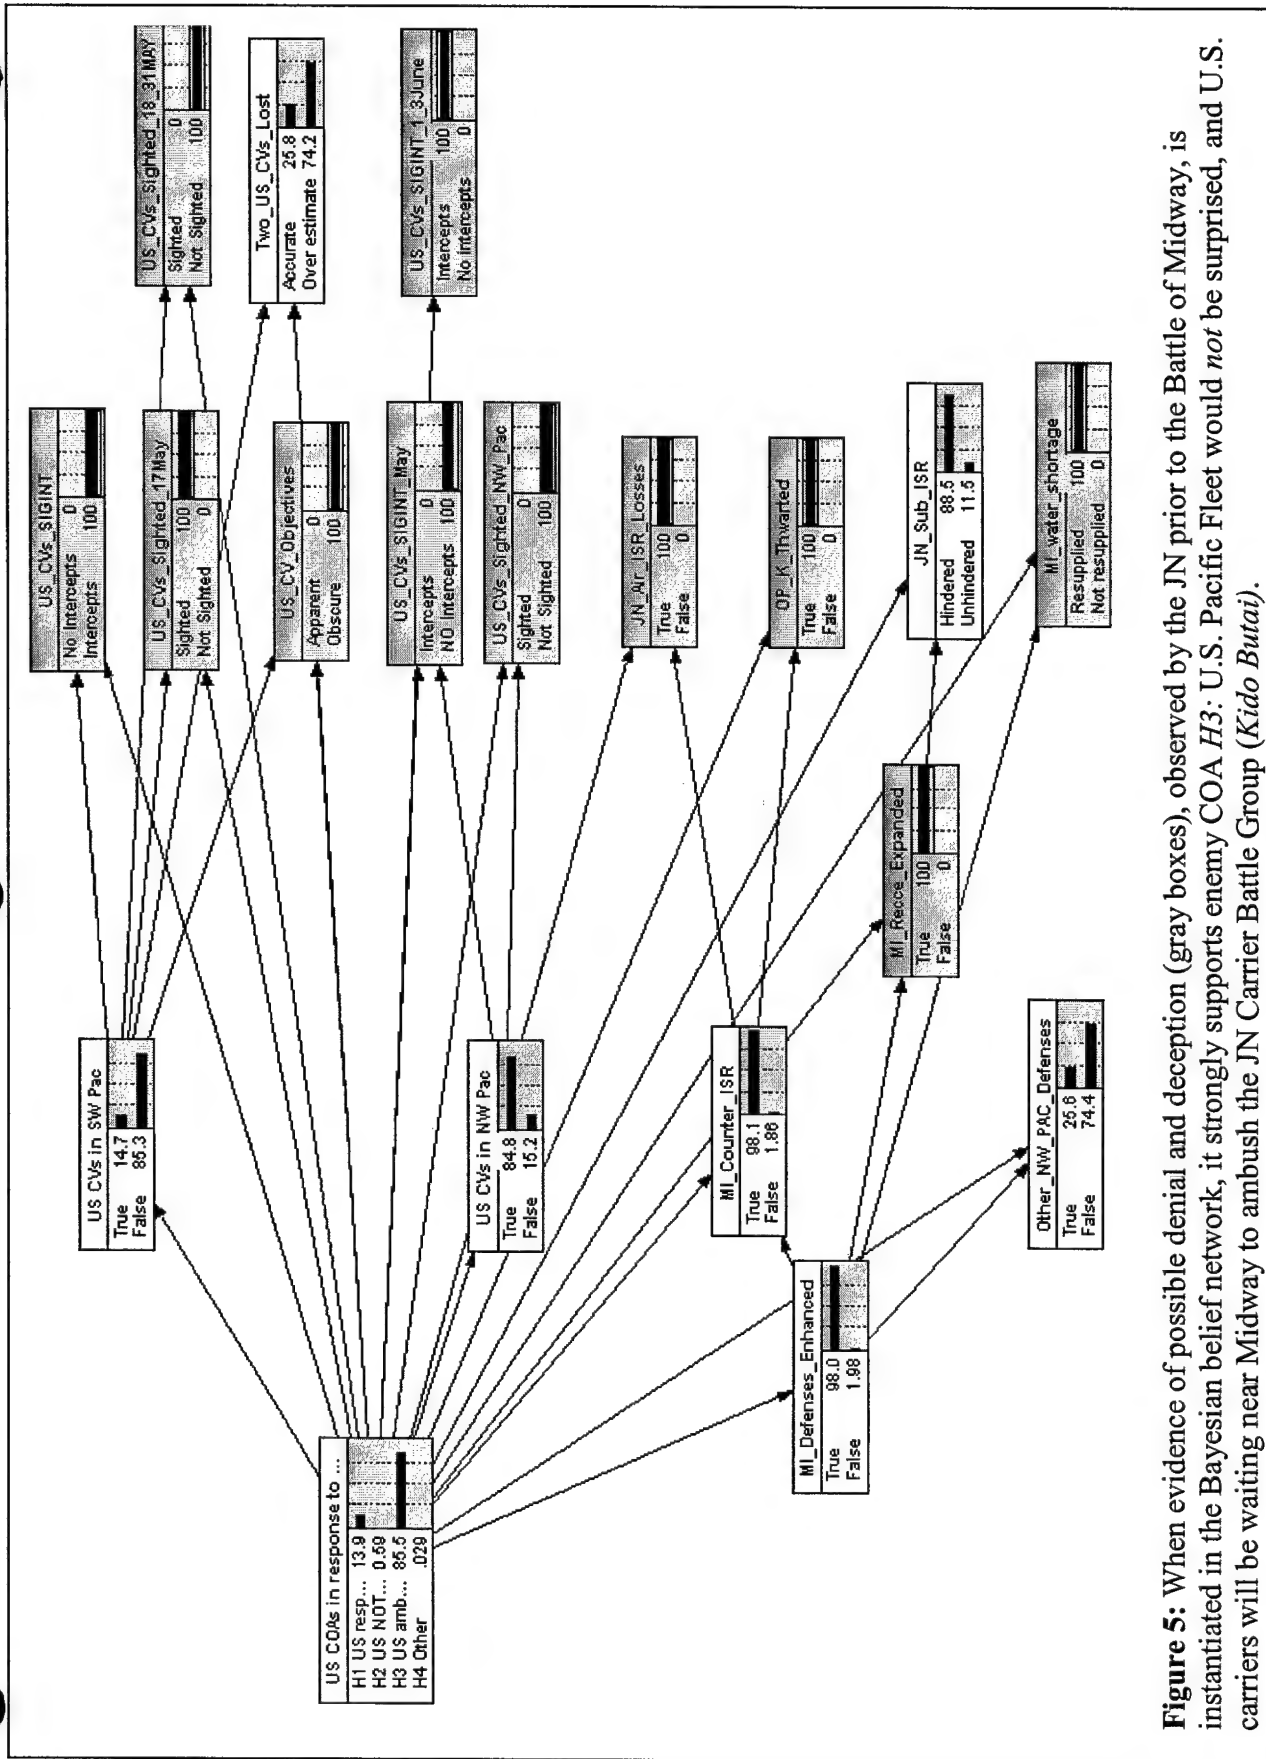 US COAs in response to ...
H1 US resp... 13.9
H2 US NOT... 0.59
H3 US amb... 85.5
H4 Other .029
US CVs in SW Pac
True 14.7
False 85.3
US CVs in NW Pac
True 84.8
False 15.2
MI_Counter_ISR
True 98.1
False 1.86
MI_Defenses_Enhanced
True 98.0
False 1.98
Other_NW_PAC_Defenses
True 25.6
False 74.4
MI_Recce_Expanded
True 100
False 0
US_CVs_SIGINT
No Intercepts 0
Intercepts 100
US_CVs_Sighted_17May
Sighted 100
Not Sighted 0
US_CV_Objectives
Apparent 0
Obscure 100
US_CVs_SIGINT_May
Intercepts 0
NO Intercepts 100
US_CVs_Sighted_NW_Pac
Sighted 0
Not Sighted 100
JN_Air_ISR_Losses
True 100
False 0
OP_K_Thwarted
True 100
False 0
JN_Sub_ISR
Hindered 88.5
Unhindered 11.5
MI_water_shortage
Resupplied 100
Not resupplied 0
US_CVs_Sighted_18_31MAY
Sighted 0
Not Sighted 100
Two_US_CVs_Lost
Accurate 25.8
Over estimate 74.2
US_CVs_SIGINT_1_3June
Intercepts 100
No Intercepts 0
Figure 5: When evidence of possible denial and deception (gray boxes), observed by the JN prior to the Battle of Midway, is
instantiated in the Bayesian belief network, it strongly supports enemy COA H3: U.S. Pacific Fleet would not be surprised, and U.S.
carriers will be waiting near Midway to ambush the JN Carrier Battle Group (Kido Butai).